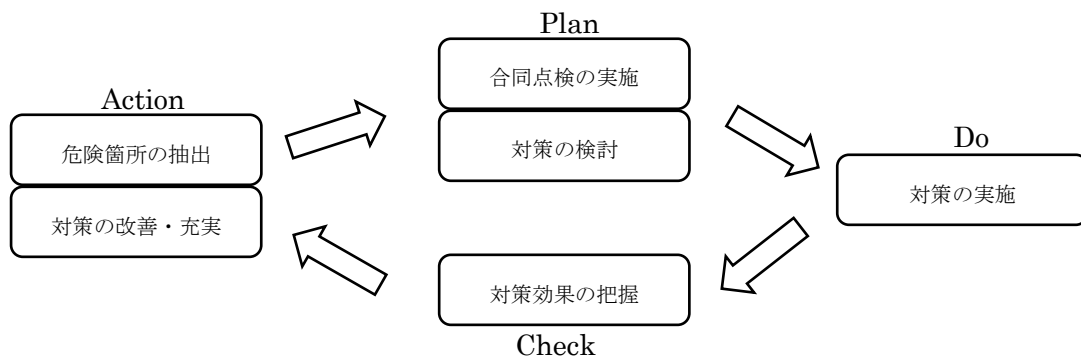 Plan
合同点検の実施
対策の検討
Action
危険箇所の抽出
対策の改善・充実
Do
対策の実施
対策効果の把握
Check